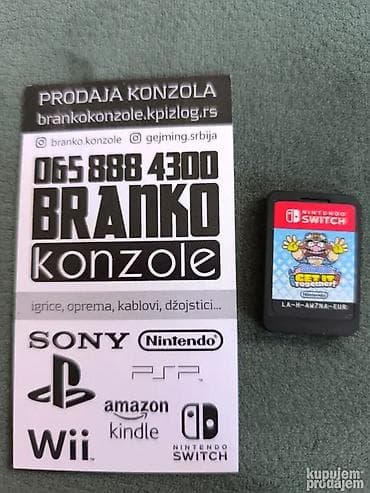 PRODAJA KONZOLA
brankokonzole.kpizlog.rs
branko.konzole gejming.srbija
065 888 4300
BRANKO
konzole
igrice, oprema, kablovi, džojstici...
SONY Nintendo
PSP
amazon
kindle
Wii
NINTENDO
SWITCH
NINTENDO
SWITCH
GET IT
Together!
Nintendo
LA-H-AW7NA-EUR
kupujem
prodajem